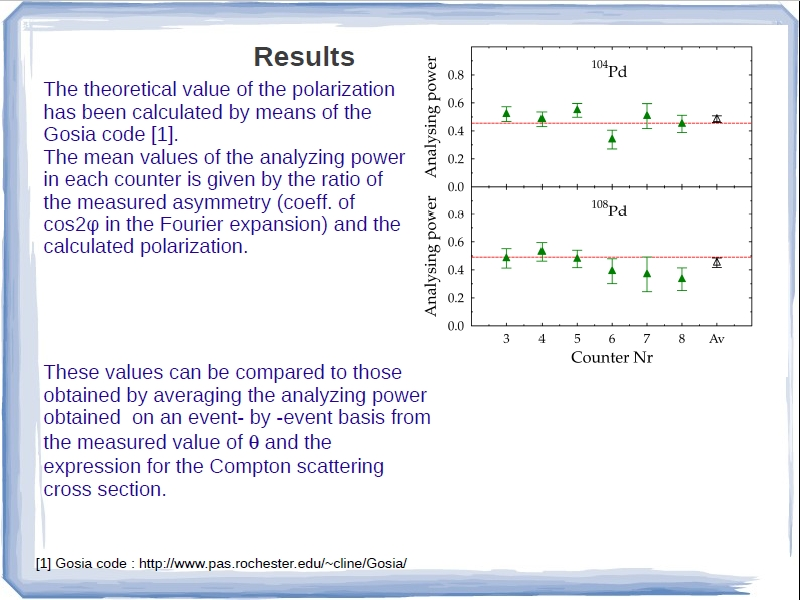 Results
The theoretical value of the polarization
has been calculated by means of the
Gosia code [1].
The mean values of the analyzing power
in each counter is given by the ratio of
the measured asymmetry (coeff. of
cos2φ in the Fourier expansion) and the
calculated polarization.
These values can be compared to those
obtained by averaging the analyzing power
obtained  on an event- by -event basis from
the measured value of θ and the
expression for the Compton scattering
cross section.
[1] Gosia code : http://www.pas.rochester.edu/~cline/Gosia/
Analysing power
104Pd
0.8
0.6
0.4
0.2
0.0
Analysing power
108Pd
0.8
0.6
0.4
0.2
0.0
3 4 5 6 7 8 Av
Counter Nr